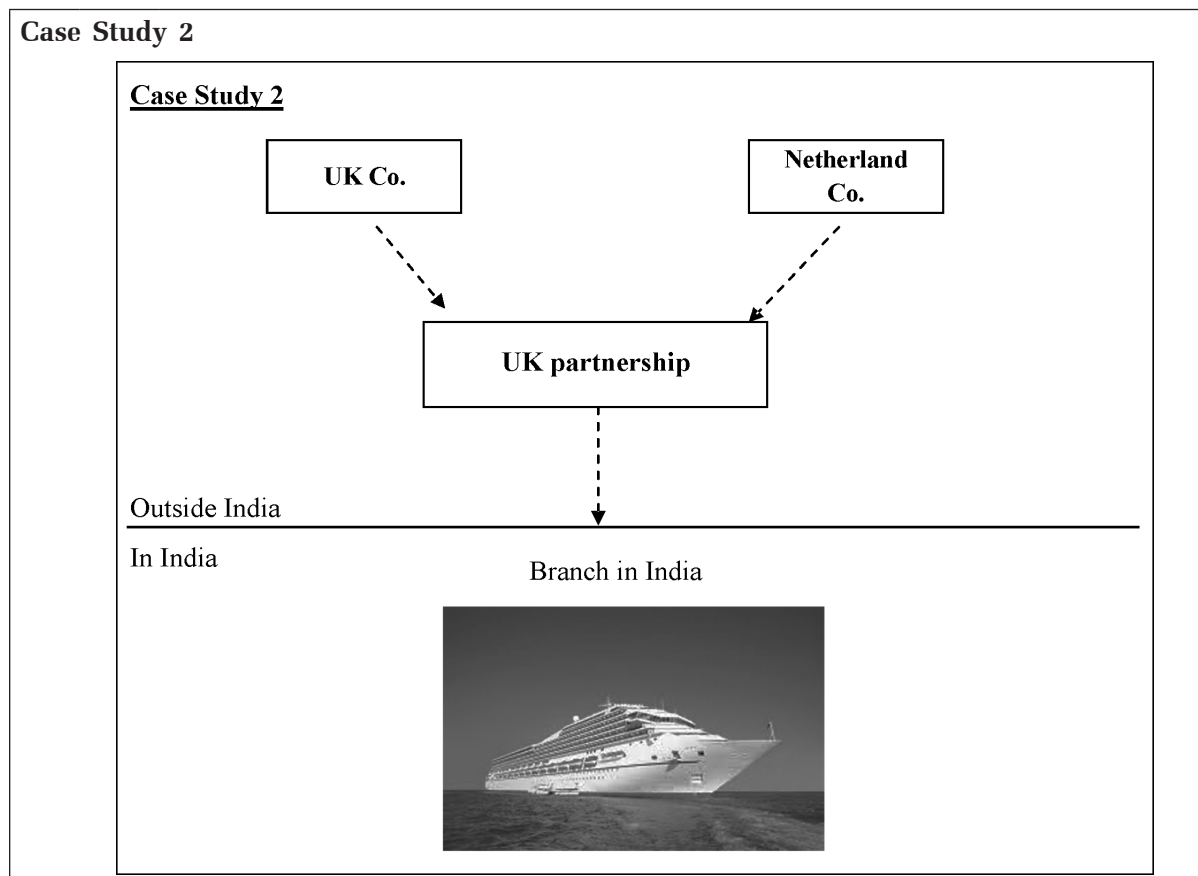 Case Study 2
Case Study 2
UK Co.
Netherland
Co.
UK partnership
Outside India
In India
Branch in India